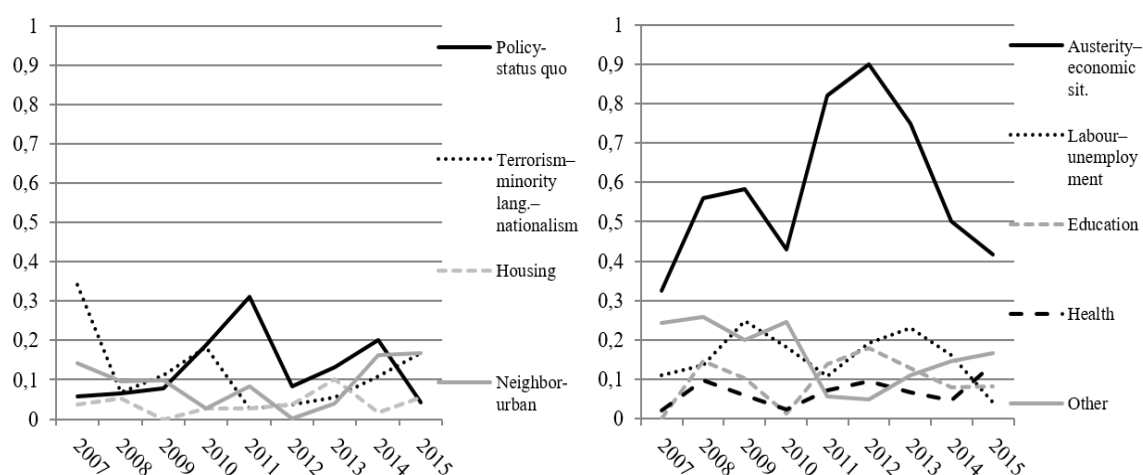 1
0,9
0,8
0,7
0,6
0,5
0,4
0,3
0,2
0,1
0
2007
2008
2009
2010
2011
2012
2013
2014
2015
Policy-
status quo
Terrorism–
minority
lang.–
nationalism
Housing
Neighbor-
urban
1
0,9
0,8
0,7
0,6
0,5
0,4
0,3
0,2
0,1
0
2007
2008
2009
2010
2011
2012
2013
2014
2015
Austerity–
economic
sit.
Labour–
unemploy
ment
Education
Health
Other